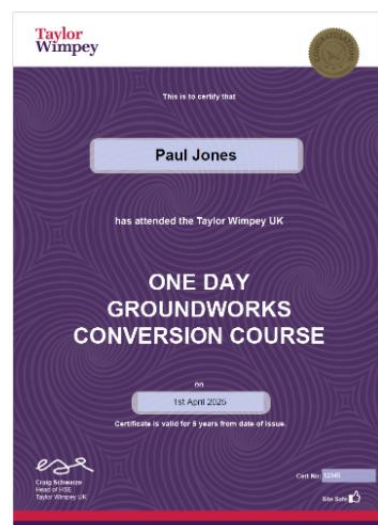 Taylor
Wimpey
This is to certify that
Paul Jones
has attended the Taylor Wimpey UK
ONE DAY
GROUNDWORKS
CONVERSION COURSE
on
1st April 2025
Certificate is valid for 5 years from date of issue.
Craig Schwarze
Head of HSE
Taylor Wimpey UK
Cert No: 12345
Site Safe